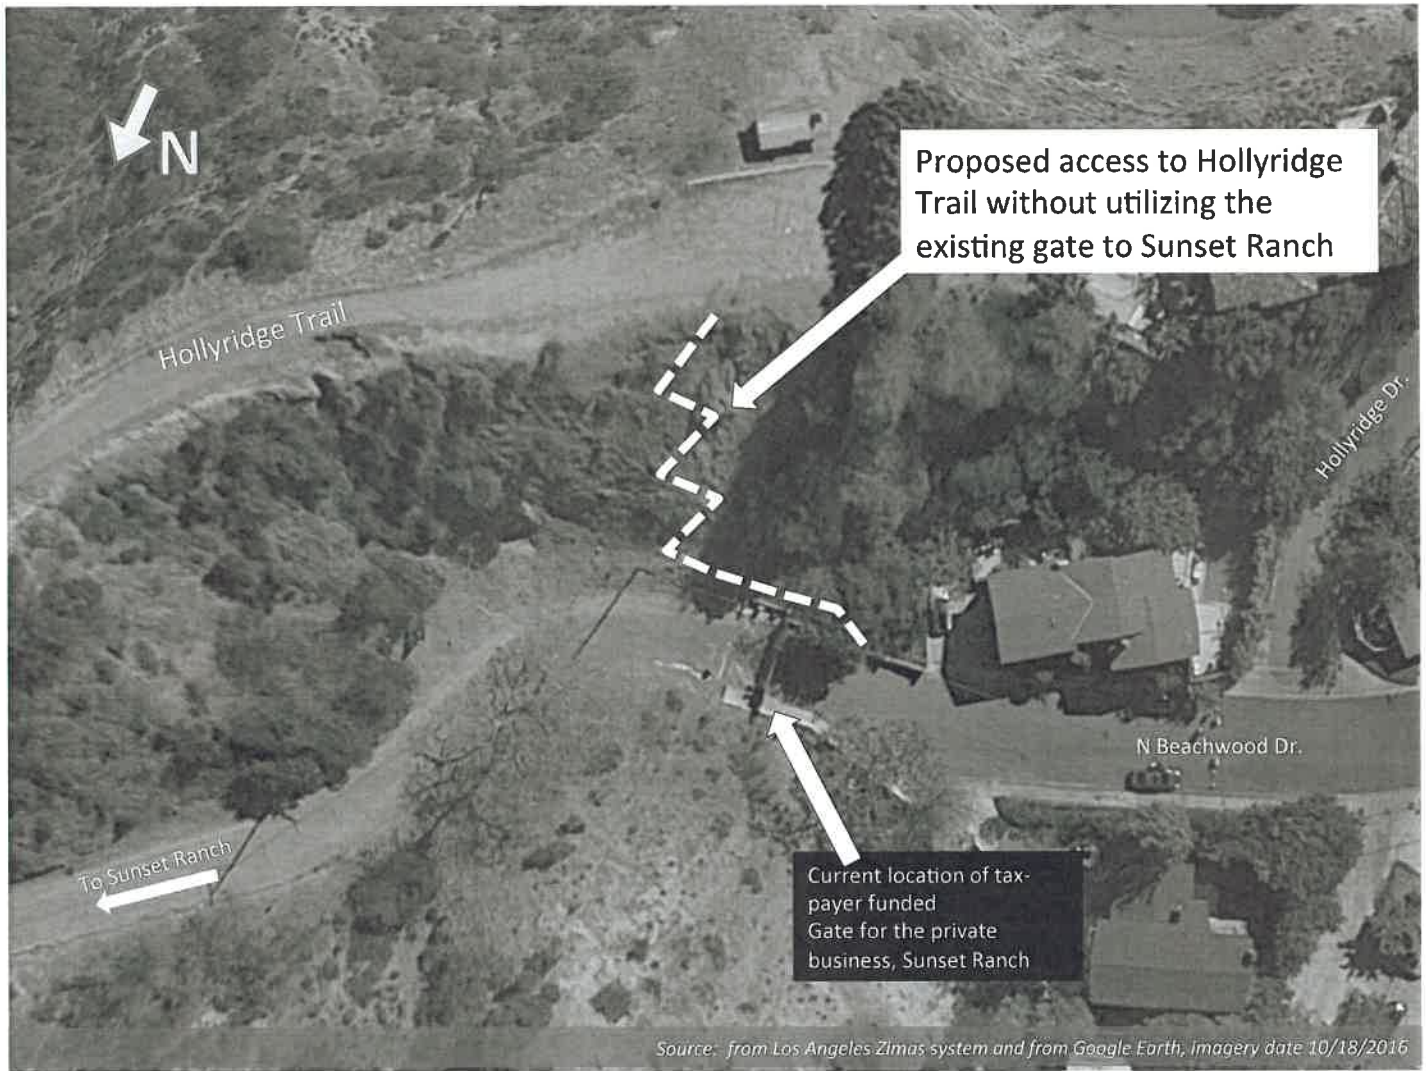 N
Proposed access to Hollyridge
Trail without utilizing the
existing gate to Sunset Ranch
Hollyridge Trail
Hollyridge Dr.
N Beachwood Dr.
To Sunset Ranch
Current location of tax-
payer funded
Gate for the private
business, Sunset Ranch
Source: from Los Angeles Zimas system and from Google Earth, imagery date 10/18/2016